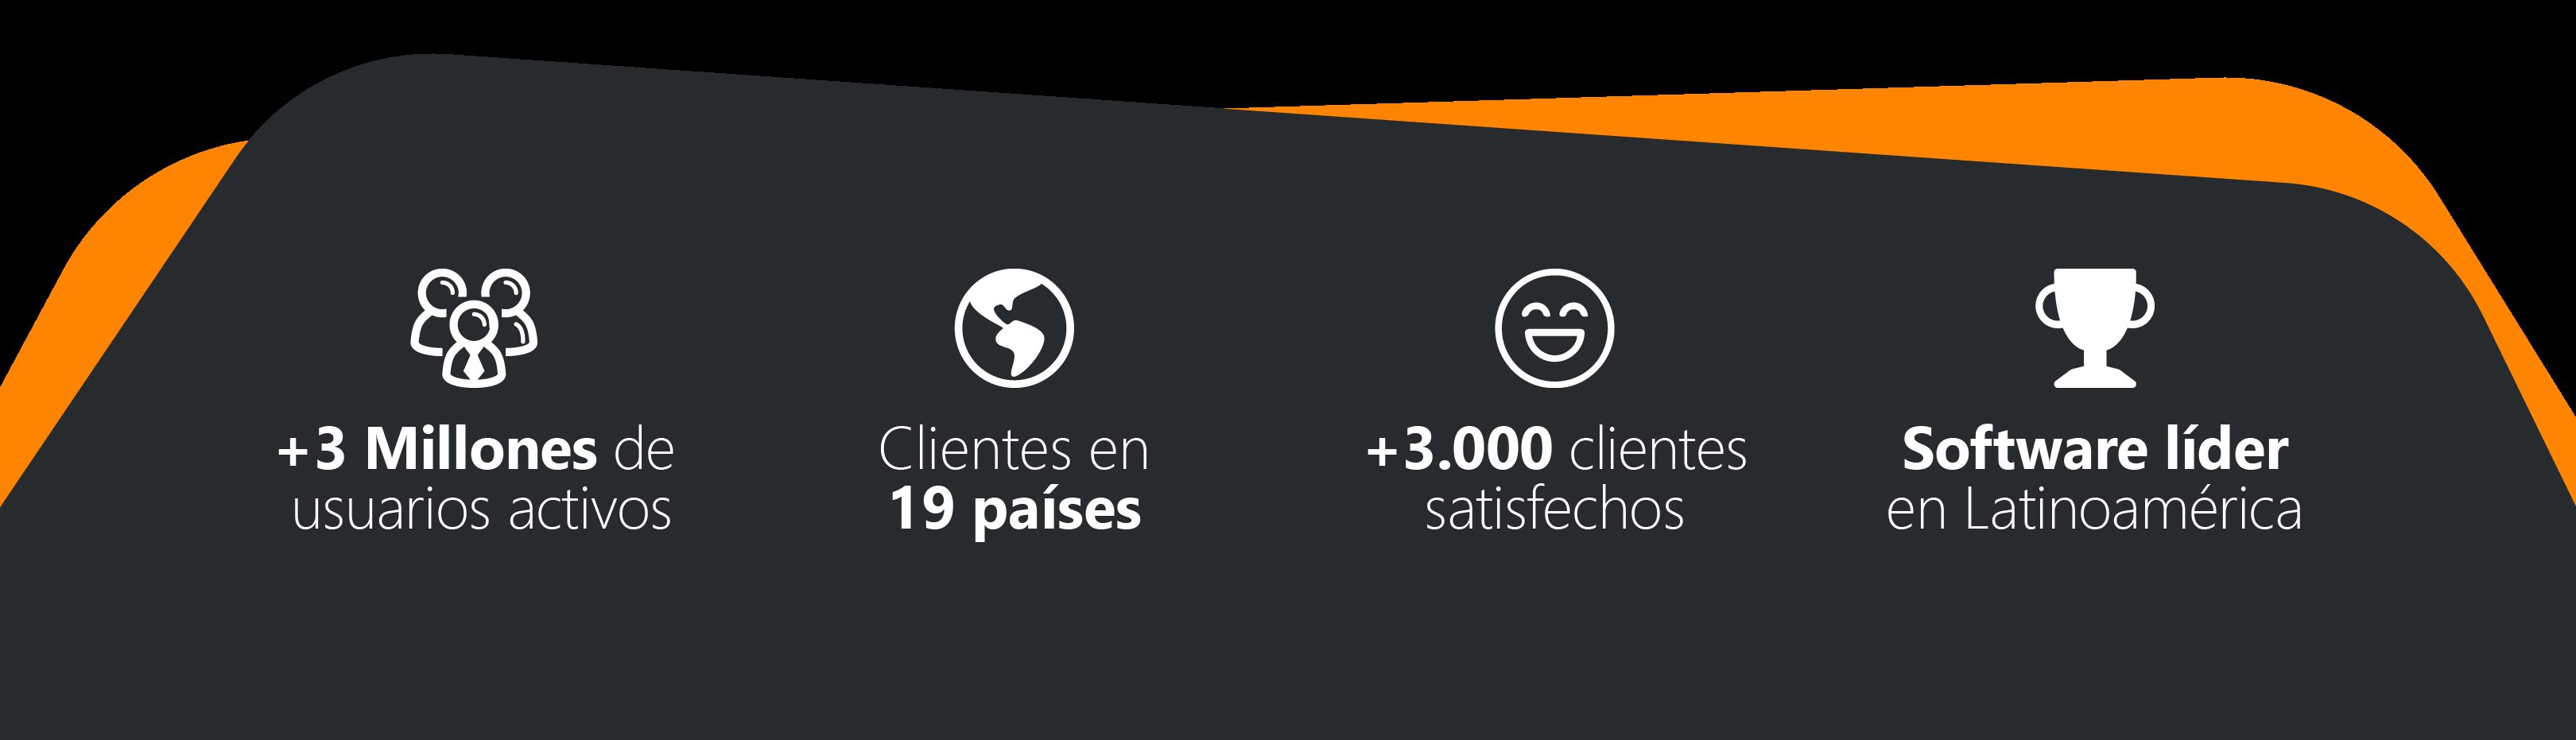 +3 Millones de
usuarios activos
Clientes en
19 países
+3.000 clientes
satisfechos
Software líder
en Latinoamérica